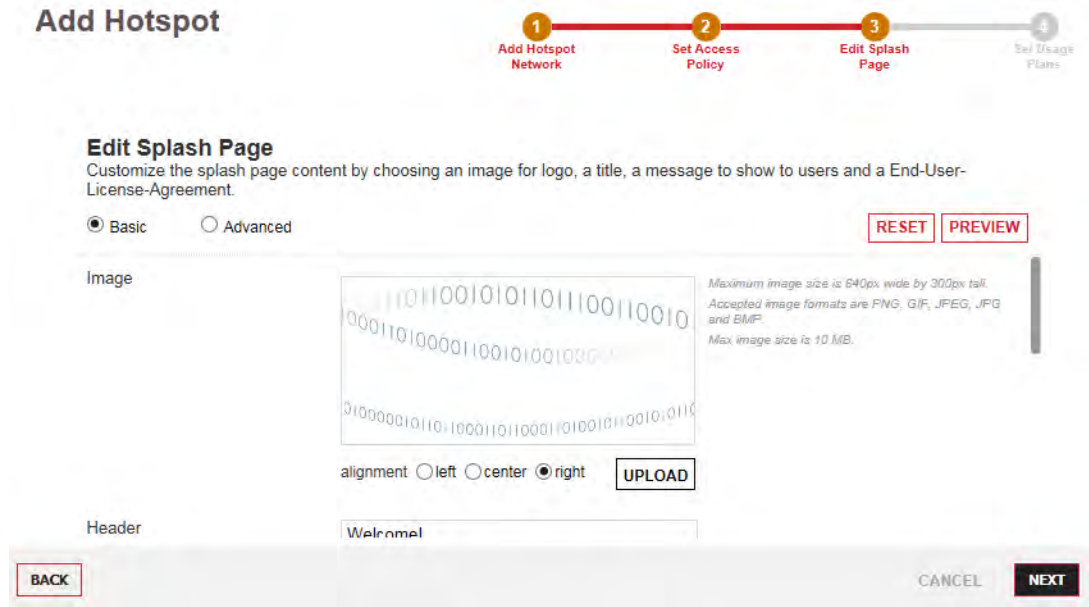 Add Hotspot
1
2
3
4
Add Hotspot
Network
Set Access
Policy
Edit Splash
Page
Set Usage
Plans
Edit Splash Page
Customize the splash page content by choosing an image for logo, a title, a message to show to users and a End-User-
License-Agreement.
Basic
Advanced
RESET
PREVIEW
Image
Maximum image size is 640px wide by 300px tall.
Accepted image formats are PNG, GIF, JPEG, JPG
and BMP.
Max image size is 10 MB.
alignment left center right
UPLOAD
Header
Welcome!
BACK
CANCEL
NEXT